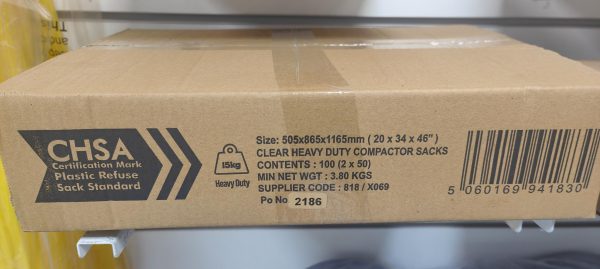 CHSA
Certification Mark
Plastic Refuse
Sack Standard
15kg
Heavy Duty
Size: 505x865x1165mm ( 20 x 34 x 46" )
CLEAR HEAVY DUTY COMPACTOR SACKS
CONTENTS : 100 (2 x 50)
MIN NET WGT : 3.80 KGS
SUPPLIER CODE : 818 / X069
Po No 2186
5 060169 941830